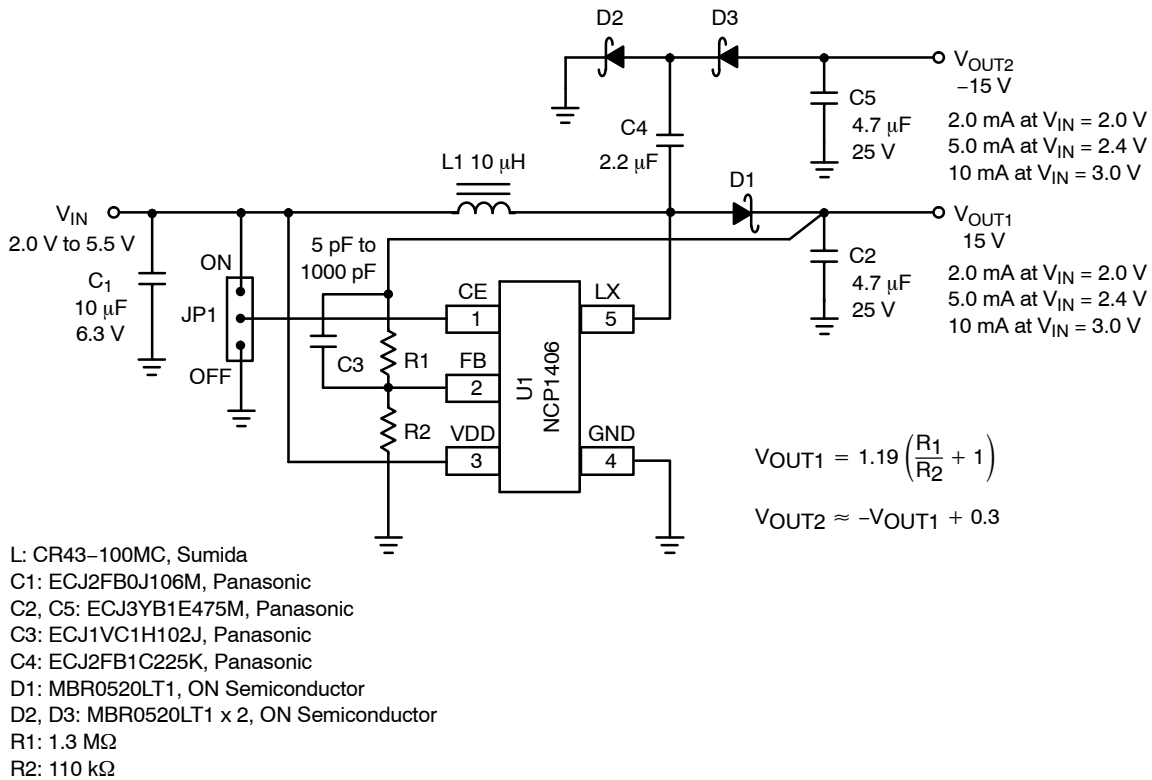 D2
D3
VOUT2
−15 V
C5
4.7 μF
25 V
2.0 mA at VIN = 2.0 V
5.0 mA at VIN = 2.4 V
10 mA at VIN = 3.0 V
C4
2.2 μF
L1 10 μH
D1
VIN
2.0 V to 5.5 V
VOUT1
15 V
C2
4.7 μF
25 V
2.0 mA at VIN = 2.0 V
5.0 mA at VIN = 2.4 V
10 mA at VIN = 3.0 V
C1
10 μF
6.3 V
ON
JP1
OFF
5 pF to
1000 pF
C3
R1
R2
CE
1
FB
2
VDD
3
U1
NCP1406
LX
5
GND
4
VOUT1 = 1.19 (R1/R2 + 1)
VOUT2 ≈ −VOUT1 + 0.3
L: CR43−100MC, Sumida
C1: ECJ2FB0J106M, Panasonic
C2, C5: ECJ3YB1E475M, Panasonic
C3: ECJ1VC1H102J, Panasonic
C4: ECJ2FB1C225K, Panasonic
D1: MBR0520LT1, ON Semiconductor
D2, D3: MBR0520LT1 x 2, ON Semiconductor
R1: 1.3 MΩ
R2: 110 kΩ